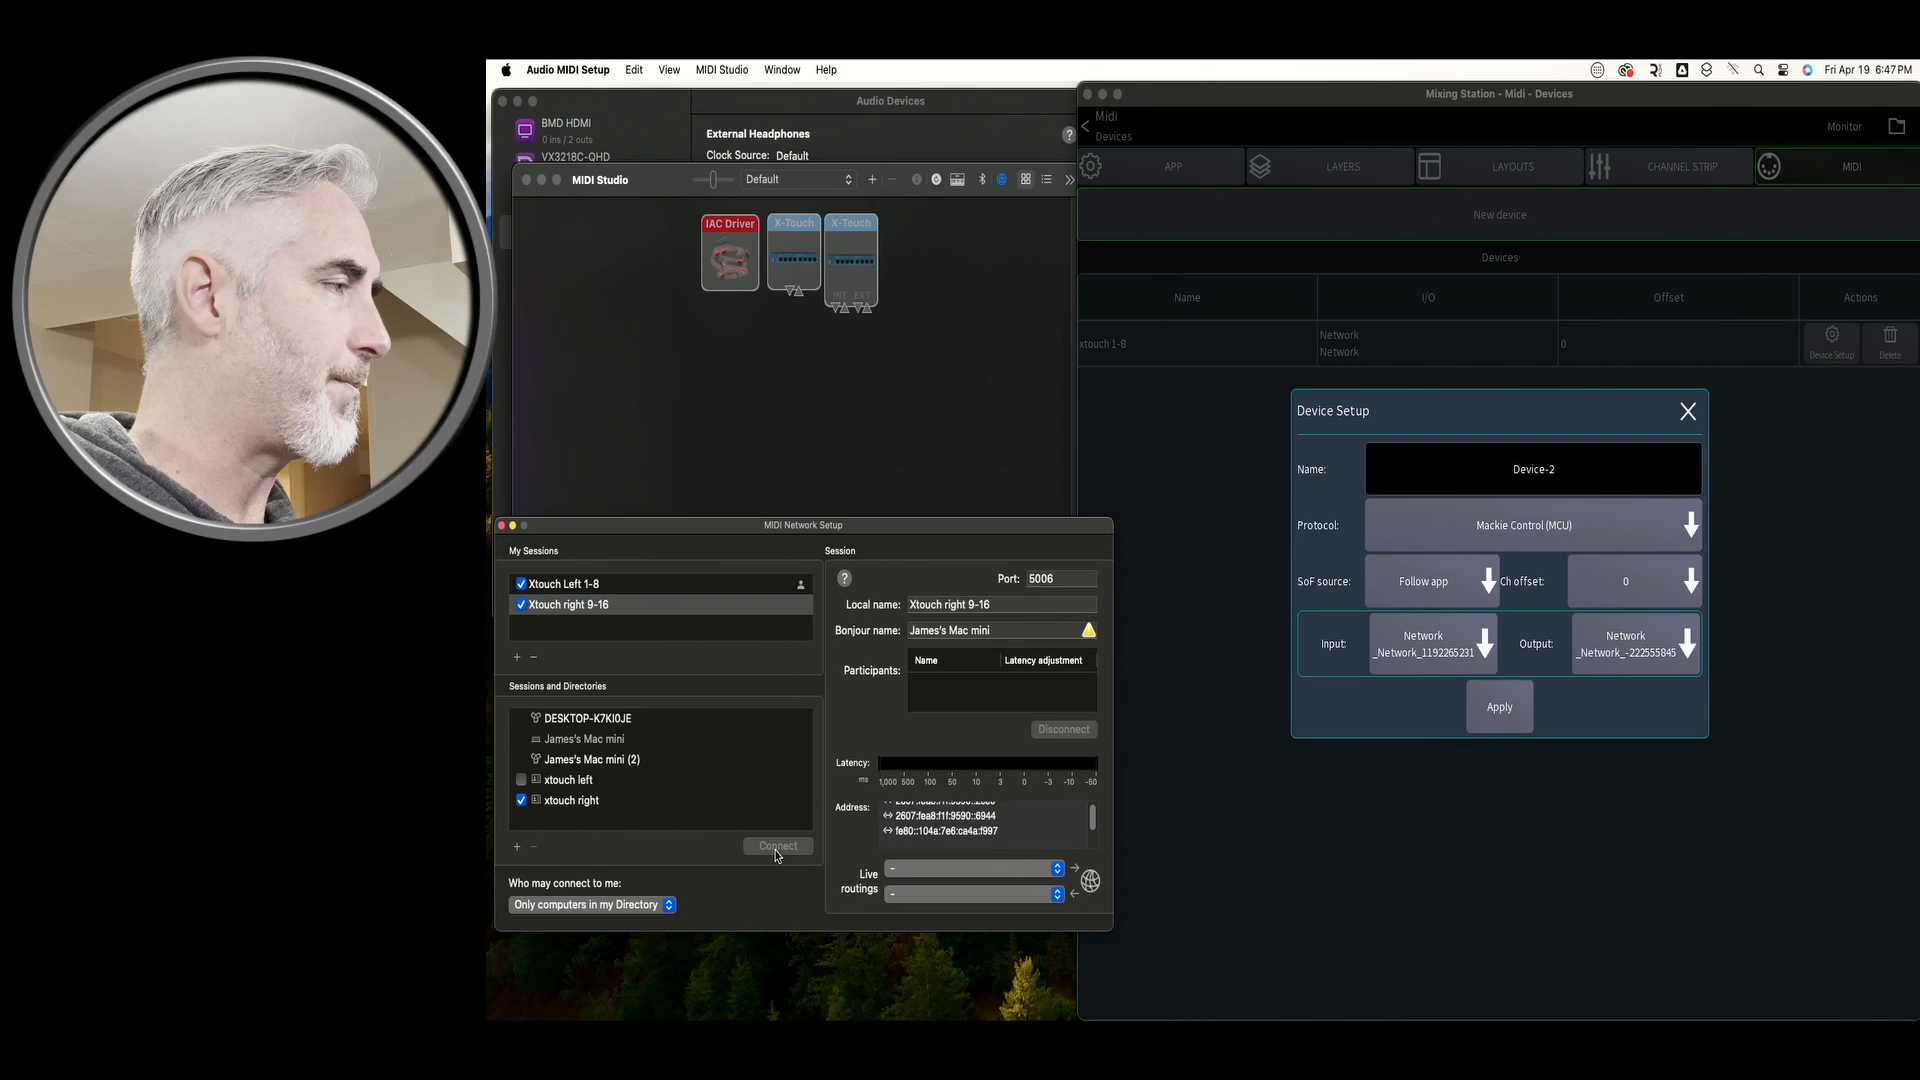 Audio MIDI Setup Edit View MIDI Studio Window Help
Fri Apr 19 6:47 PM
Audio Devices
BMD HDMI
0 ins / 2 outs
VX3218C-QHD
External Headphones
?
Clock Source: Default
MIDI Studio
Default
IAC Driver
X-Touch
X-Touch
INT EXT
MIDI Network Setup
My Sessions
Xtouch Left 1-8
Xtouch right 9-16
+ −
Sessions and Directories
DESKTOP-K7KI0JE
James's Mac mini
James's Mac mini (2)
xtouch left
xtouch right
+ −
Connect
Who may connect to me:
Only computers in my Directory
Session
?
Port: 5006
Local name: Xtouch right 9-16
Bonjour name: James's Mac mini
Participants:
Name Latency adjustment
Disconnect
Latency:
ms 1,000 500 100 50 10 3 0 -3 -10 -50
Address:
2607:fea8:f1f:9590::6944
fe80::104a:7e6:ca4a:f997
Live routings
-
-
Mixing Station - Midi - Devices
Midi
Devices
Monitor
APP
LAYERS
LAYOUTS
CHANNEL STRIP
MIDI
New device
Devices
Name I/O Offset Actions
xtouch 1-8
Network
Network
0
Device Setup
Delete
Device Setup
X
Name: Device-2
Protocol: Mackie Control (MCU)
SoF source: Follow app Ch offset: 0
Input: Network
_Network_1192265231
Output: Network
_Network_-222555845
Apply